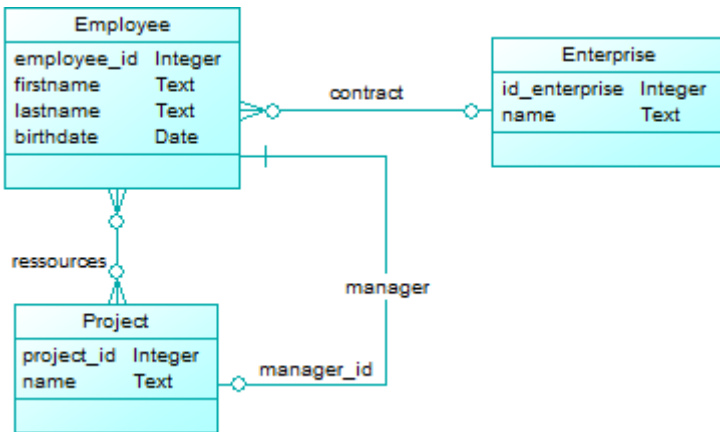 Employee
employee_id Integer
firstname Text
lastname Text
birthdate Date
contract
Enterprise
id_enterprise Integer
name Text
ressources
manager
Project
project_id Integer
name Text
manager_id